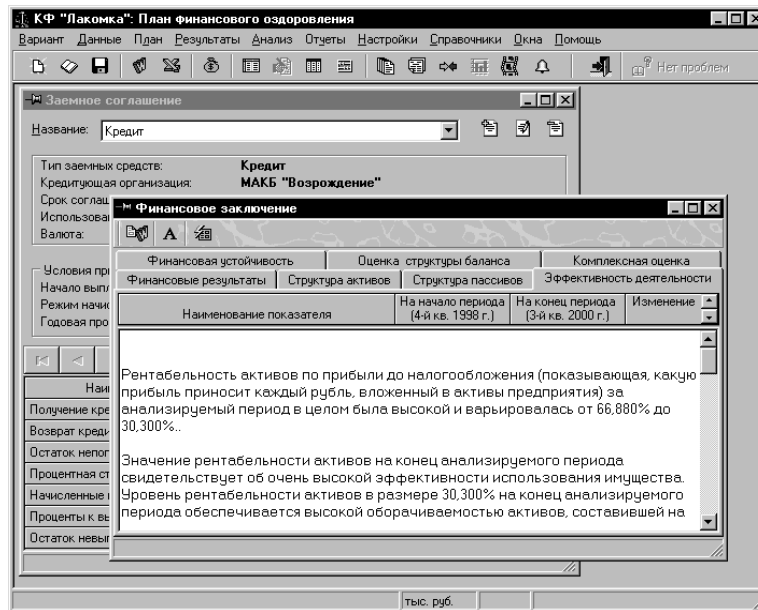 КФ "Лакомка": План финансового оздоровления
Вариант Данные План Результаты Анализ Отчеты Настройки Справочники Окна Помощь
Нет проблем
Заемное соглашение
Название: Кредит
Тип заемных средств: Кредит
Кредитующая организация: МАКБ "Возрождение"
Срок соглаш
Использован
Валюта:
Условия при
Начало выпл
Режим начис
Годовая про
Наим
Получение кре
Возврат креди
Остаток непог
Процентная ст
Начисленные
Проценты к вы
Остаток невып
Финансовое заключение
А
Финансовая устойчивость Оценка структуры баланса Комплексная оценка
Финансовые результаты Структура активов Структура пассивов Эффективность деятельности
Наименование показателя На начало периода (4-й кв. 1998 г.) На конец периода (3-й кв. 2000 г.) Изменение
Рентабельность активов по прибыли до налогообложения (показывающая, какую
прибыль приносит каждый рубль, вложенный в активы предприятия) за
анализируемый период в целом была высокой и варьировалась от 66,880% до
30,300%..
Значение рентабельности активов на конец анализируемого периода
свидетельствует об очень высокой эффективности использования имущества.
Уровень рентабельности активов в размере 30,300% на конец анализируемого
периода обеспечивается высокой оборачиваемостью активов, составившей на
тыс. руб.